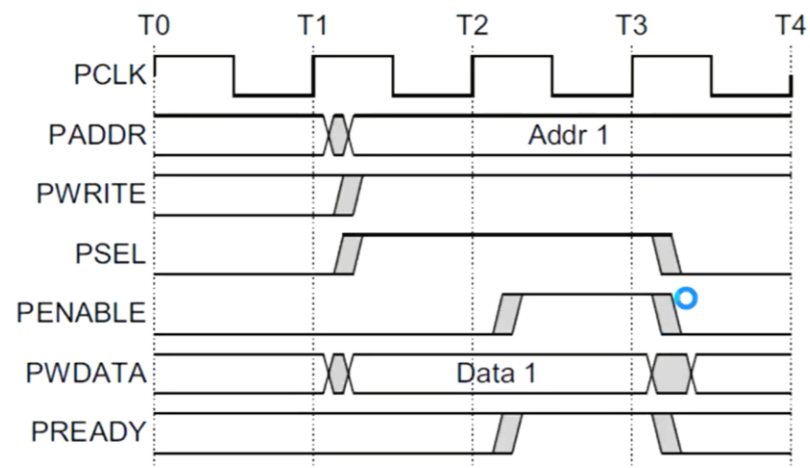 T0 T1 T2 T3 T4
PCLK
PADDR Addr 1
PWRITE
PSEL
PENABLE
PWDATA Data 1
PREADY